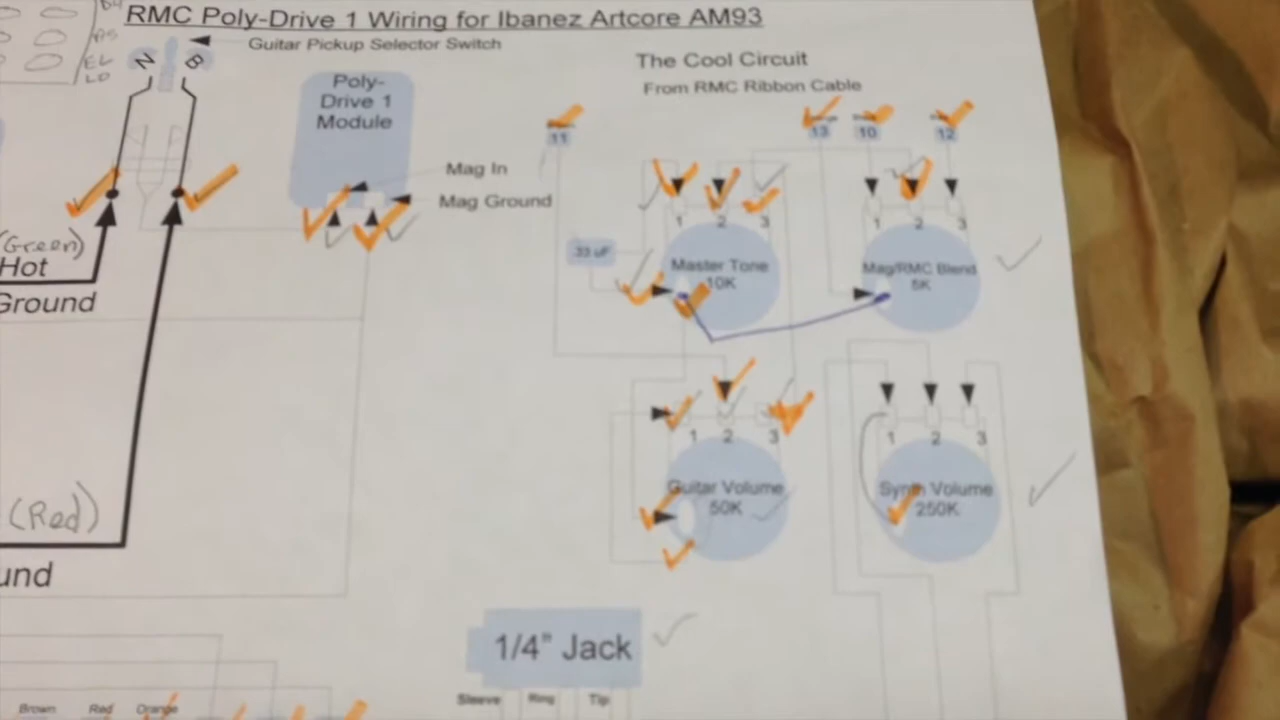 RMC Poly-Drive 1 Wiring for Ibanez Artcore AM93
Guitar Pickup Selector Switch
EL
LD
N
B
The Cool Circuit
From RMC Ribbon Cable
Poly-
Drive 1
Module
11
13
10
12
Mag In
Mag Ground
1
2
3
1
2
3
(Green)
Hot
Ground
.33 uF
Master Tone
10K
Mag/RMC Blend
5K
1
2
3
1
2
3
Guitar Volume
50K
Synth Volume
250K
(Red)
und
1/4" Jack
Sleeve
Ring
Tip
Brown
Red
Orange